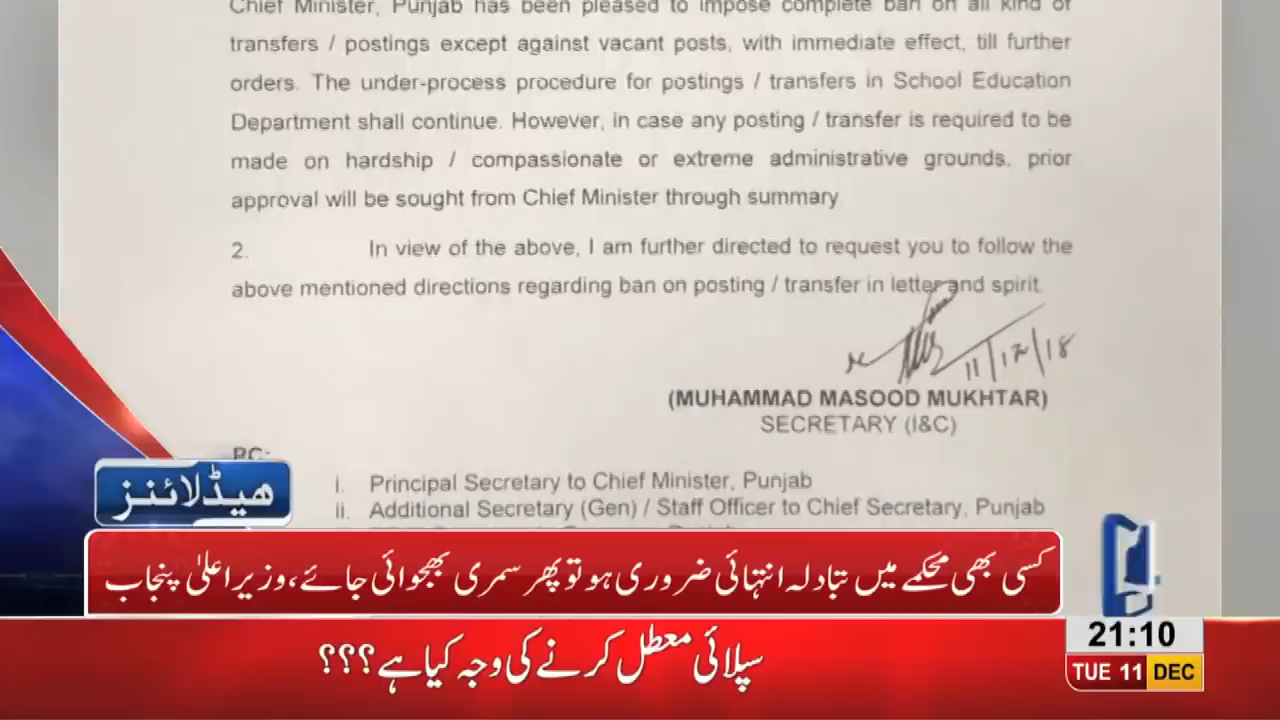 Chief Minister, Punjab has been pleased to impose complete ban on all kind of
transfers / postings except against vacant posts, with immediate effect, till further
orders. The under-process procedure for postings / transfers in School Education
Department shall continue. However, in case any posting / transfer is required to be
made on hardship / compassionate or extreme administrative grounds, prior
approval will be sought from Chief Minister through summary
2. In view of the above, I am further directed to request you to follow the
above mentioned directions regarding ban on posting / transfer in letter and spirit.
11/12/18
(MUHAMMAD MASOOD MUKHTAR)
SECRETARY (I&C)
PC:
i. Principal Secretary to Chief Minister, Punjab
ii. Additional Secretary (Gen) / Staff Officer to Chief Secretary, Punjab
ھیڈلائنز
کسی بھی محکمے میں تبادلہ انتہائی ضروری ہو تو پھر سمری بھجوائی جائے، وزیراعلیٰ پنجاب
سپلائی معطل کرنے کی وجہ کیا ہے؟؟؟
21:10
TUE 11 DEC